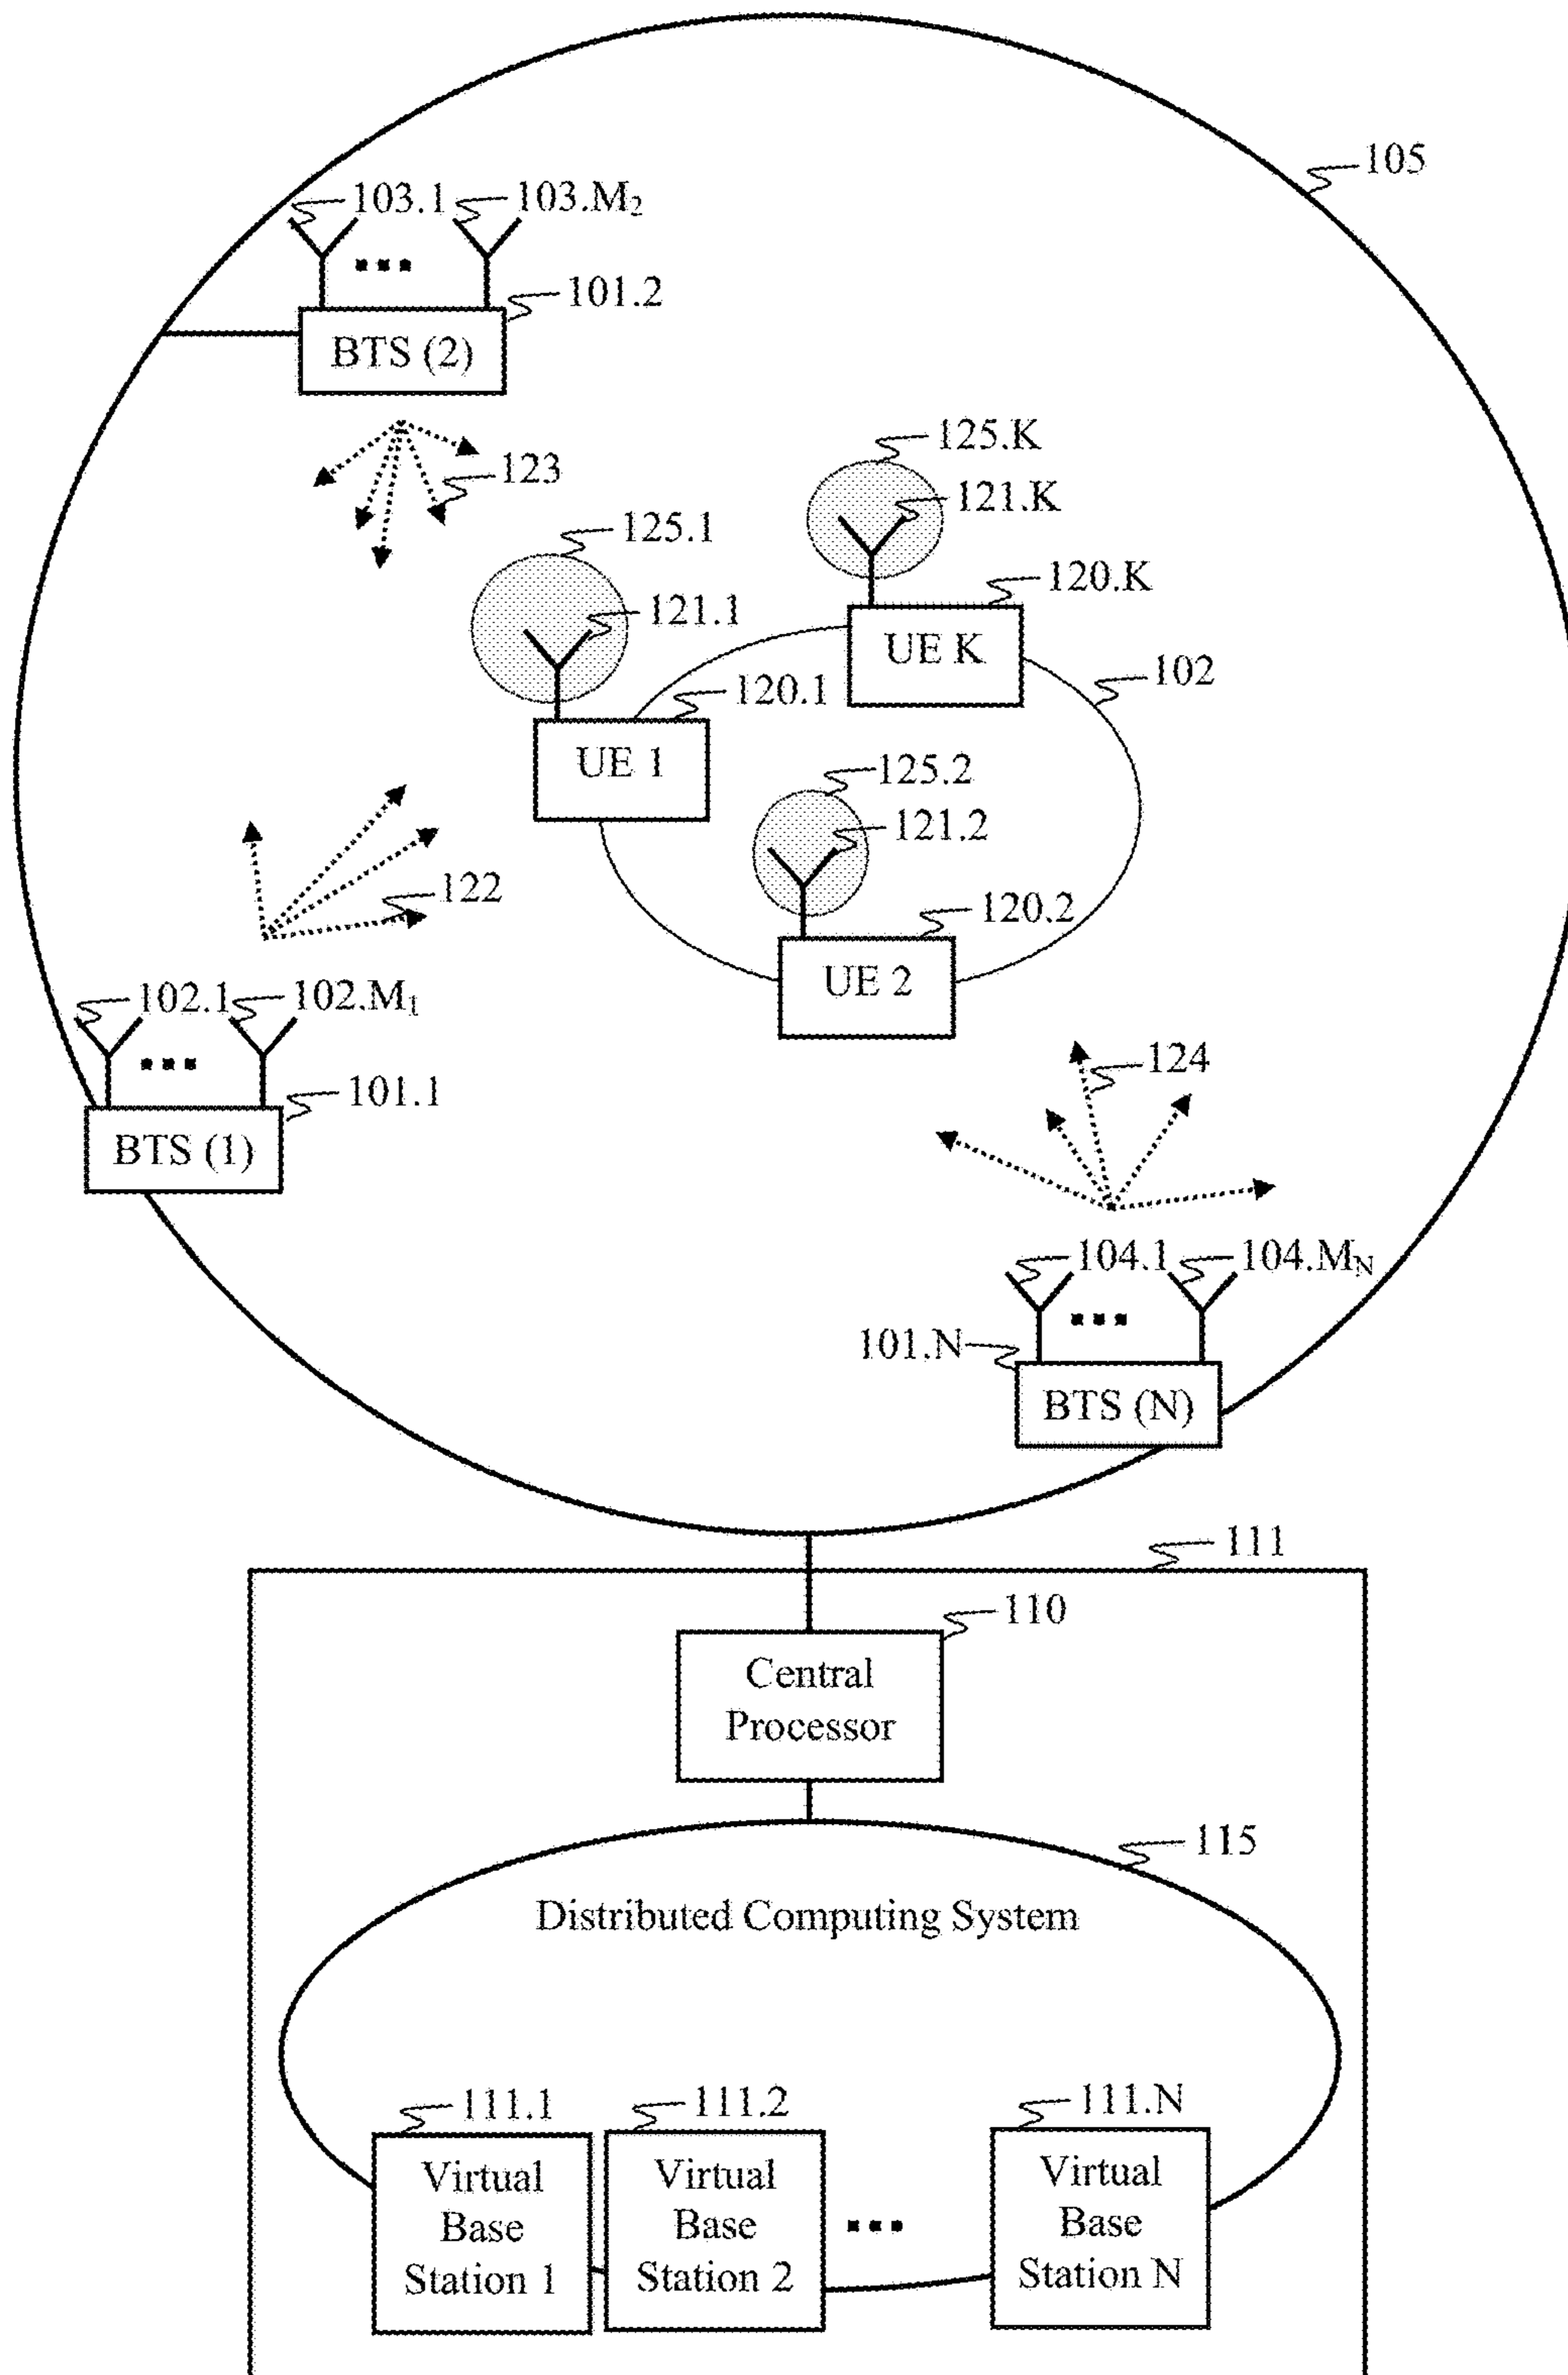 105
103.1
103.M₂
101.2
BTS (2)
123
125.K
121.K
125.1
121.1
120.K
UE K
102
120.1
UE 1
125.2
121.2
122
120.2
UE 2
102.1
102.M₁
101.1
BTS (1)
124
104.1
104.M_N
101.N
BTS (N)
111
110
Central
Processor
115
Distributed Computing System
111.1
111.2
111.N
Virtual
Base
Station 1
Virtual
Base
Station 2
Virtual
Base
Station N